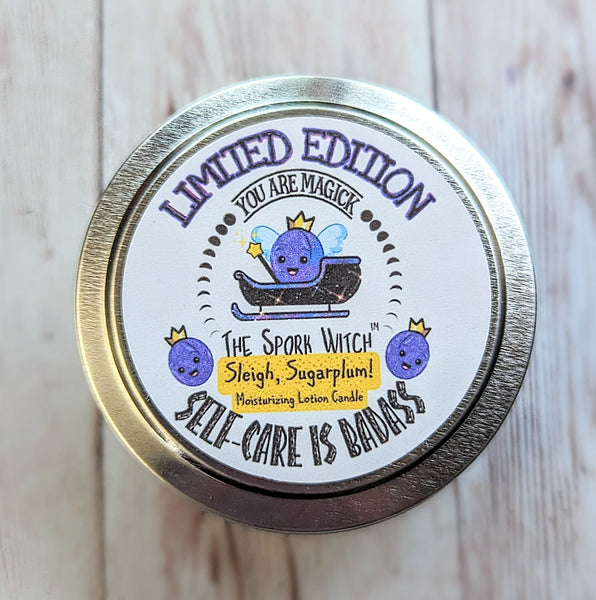 LIMITED EDITION
YOU ARE MAGICK
THE SPORK WITCH™
Sleigh, Sugarplum!
Moisturizing Lotion Candle
SELF-CARE IS BADASS